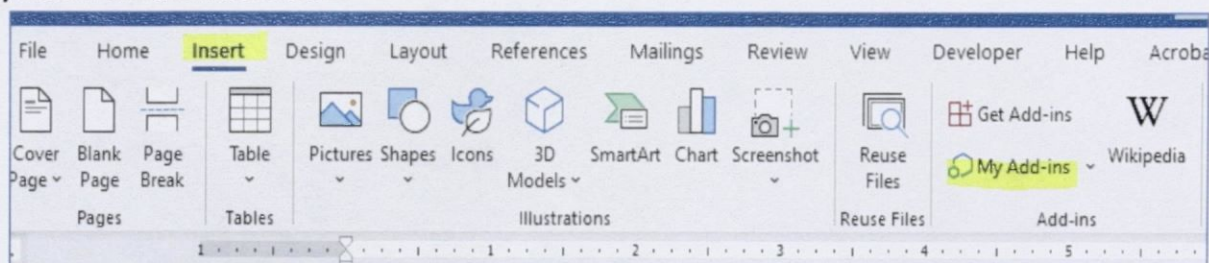 File Home Insert Design Layout References Mailings Review View Developer Help Acroba
Get Add-ins
W
Cover Blank Page Table Pictures Shapes Icons 3D SmartArt Chart Screenshot Reuse My Add-ins Wikipedia
Page Page Break Models Files
Pages Tables Illustrations Reuse Files Add-ins
1 1 2 3 4 5